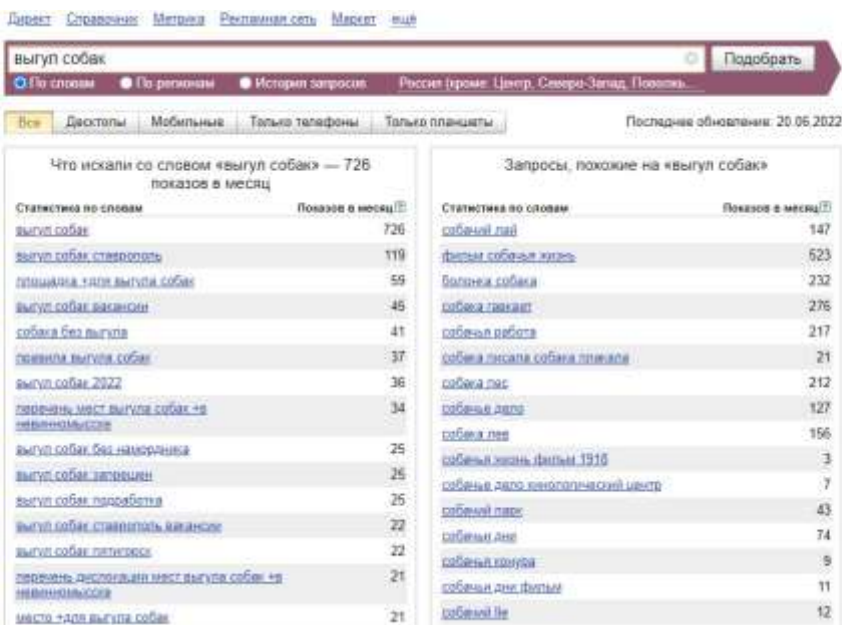 Директ Справочник Метрика Рекламная сеть Маркет ещё
выгул собак
Подобрать
По словам По регионам История запросов Россия (кроме: Центр, Северо-Запад, Поволжь...
Все Десктопы Мобильные Только телефоны Только планшеты
Последнее обновление: 20.06.2022
Что искали со словом «выгул собак» — 726
показов в месяц
Статистика по словам Показов в месяц
выгул собак 726
выгул собак ставрополь 119
площадка +для выгула собак 59
выгул собак вакансии 45
собака без выгула 41
правила выгула собак 37
выгул собак 2022 36
перечень мест выгула собак +в 34
невинномысске
выгул собак без намордника 25
выгул собак запрещен 25
выгул собак подработка 25
выгул собак ставрополь вакансии 22
выгул собак пятигорск 22
перечень дислокации мест выгула собак +в 21
невинномысске
место +для выгула собак 21
Запросы, похожие на «выгул собак»
Статистика по словам Показов в месяц
собачий лай 147
фильм собачья жизнь 523
болонка собака 232
собака гавкает 276
собачья работа 217
собака писала собака плакала 21
собака пес 212
собачье дело 127
собака лев 156
собачья жизнь фильм 1918 3
собачье дело кинологический центр 7
собачий парк 43
собачьи дни 74
собачья конура 9
собачьи дни фильм 11
собачий lie 12